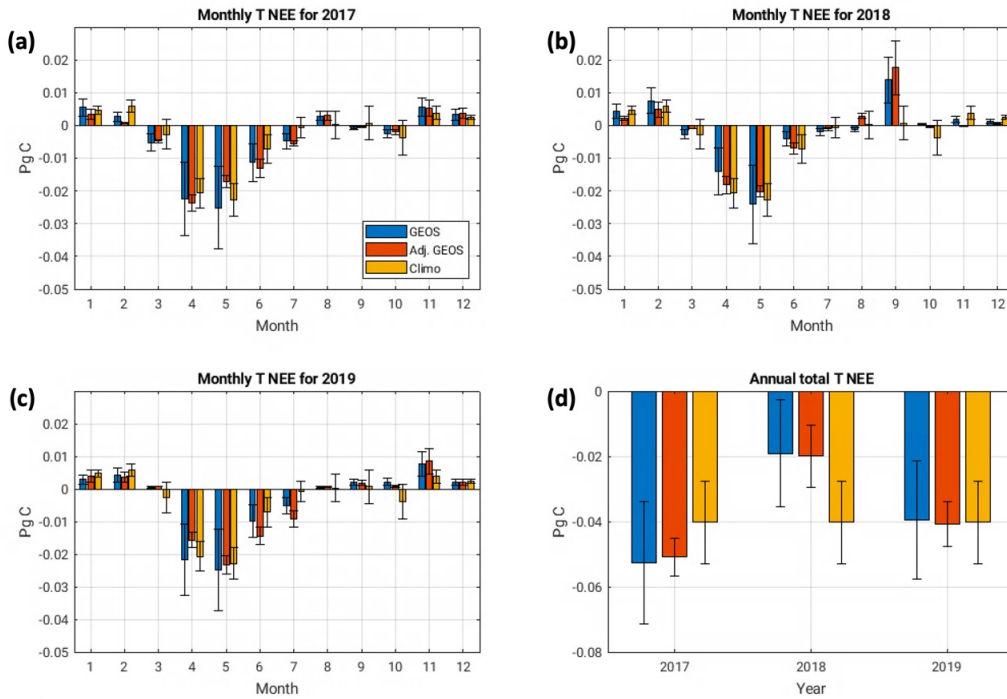 (a)
Monthly T NEE for 2017
0.02
0.01
0
-0.01
-0.02
-0.03
-0.04
-0.05
Pg C
GEOS
Adj. GEOS
Climo
1 2 3 4 5 6 7 8 9 10 11 12
Month
(b)
Monthly T NEE for 2018
0.02
0.01
0
-0.01
-0.02
-0.03
-0.04
-0.05
Pg C
1 2 3 4 5 6 7 8 9 10 11 12
Month
(c)
Monthly T NEE for 2019
0.02
0.01
0
-0.01
-0.02
-0.03
-0.04
-0.05
Pg C
1 2 3 4 5 6 7 8 9 10 11 12
Month
(d)
Annual total T NEE
0
-0.02
-0.04
-0.06
-0.08
Pg C
2017 2018 2019
Year